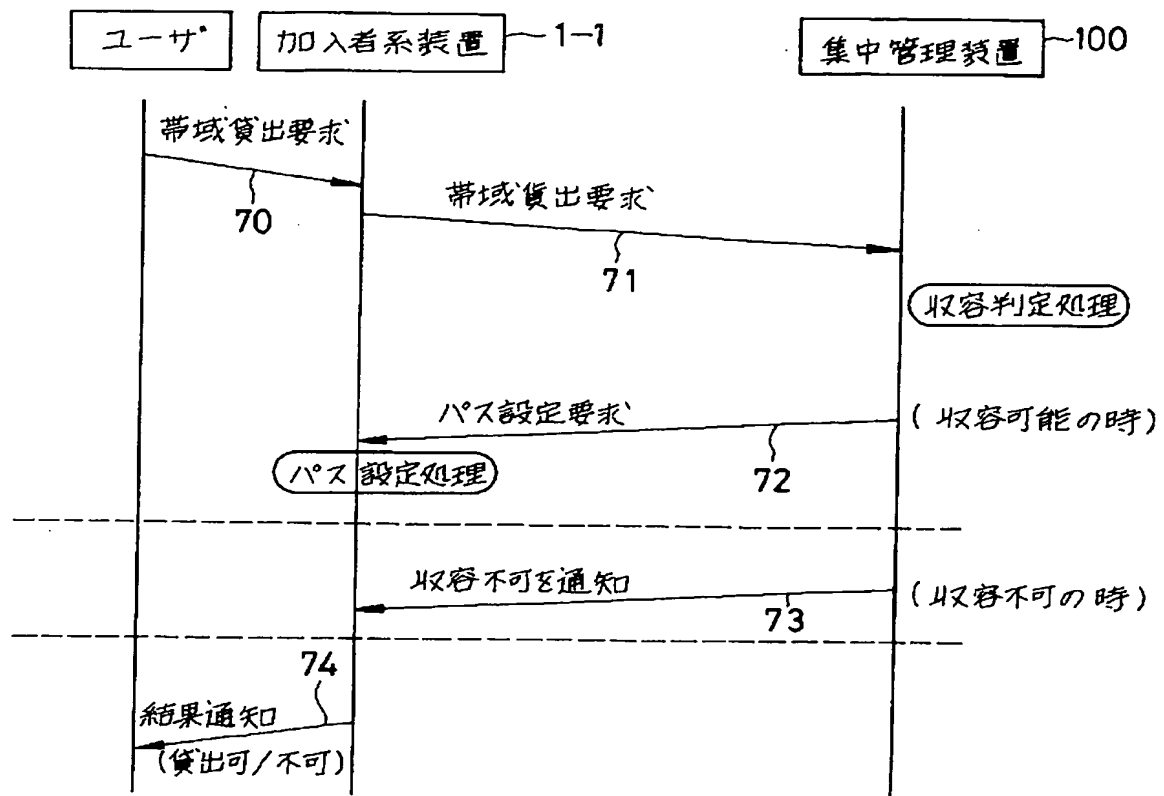 ユーザ
加入者系装置
1-1
集中管理装置
100
帯域貸出要求
70
帯域貸出要求
71
収容判定処理
パス設定要求
72
(収容可能の時)
パス設定処理
収容不可を通知
73
(収容不可の時)
74
結果通知
(貸出可/不可)